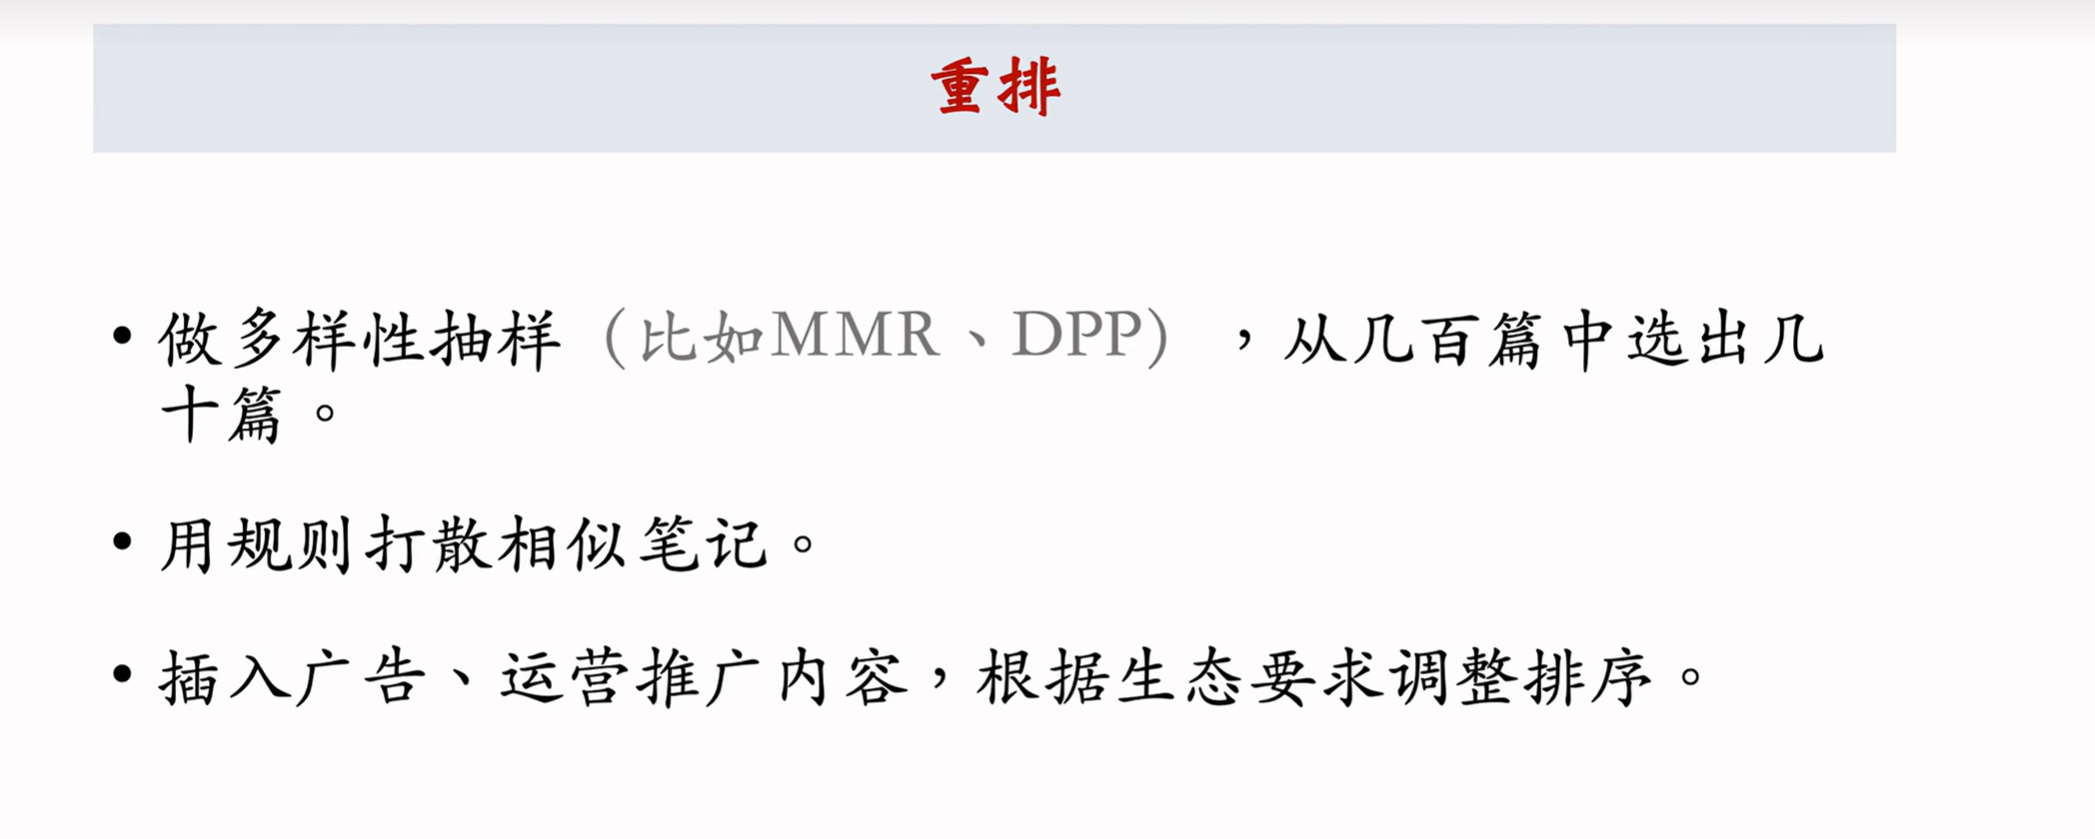 重排
• 做多样性抽样（比如MMR、DPP），从几百篇中选出几
十篇。
• 用规则打散相似笔记。
• 插入广告、运营推广内容，根据生态要求调整排序。